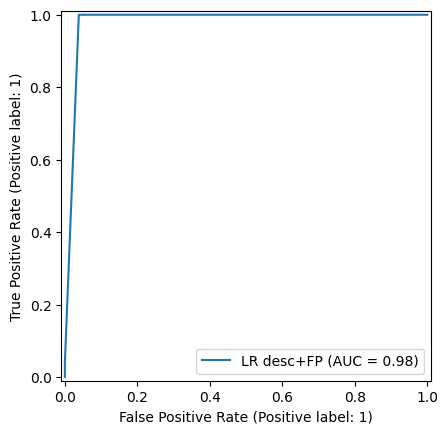 1.0
0.8
0.6
0.4
0.2
0.0
True Positive Rate (Positive label: 1)
LR desc+FP (AUC = 0.98)
0.0 0.2 0.4 0.6 0.8 1.0
False Positive Rate (Positive label: 1)